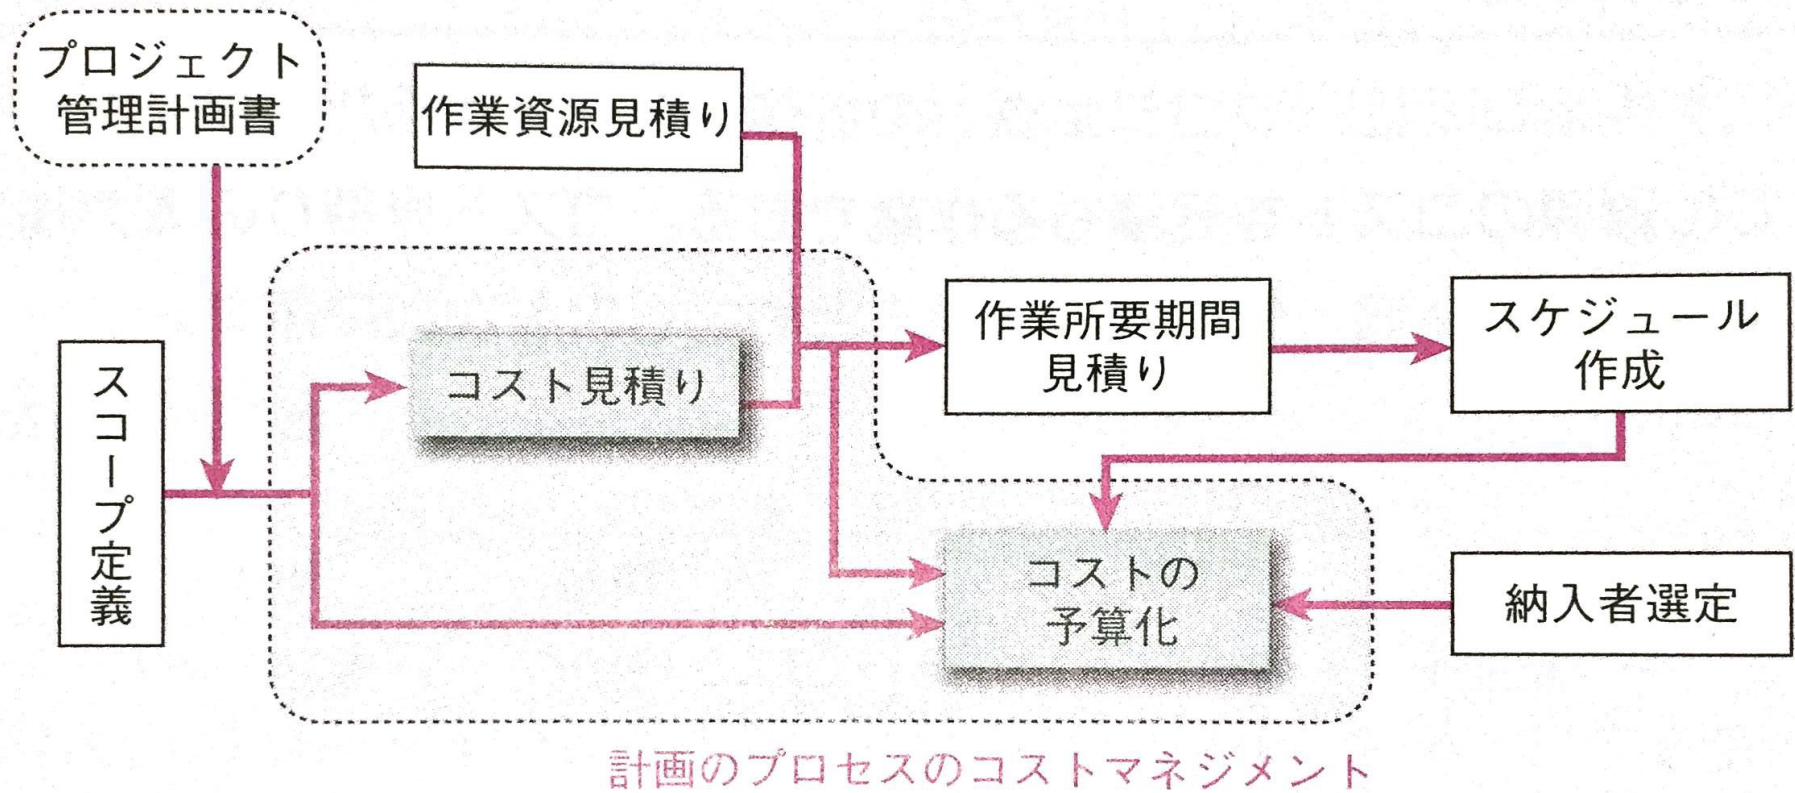 プロジェクト
管理計画書
作業資源見積り
スコープ定義
コスト見積り
作業所要期間
見積り
スケジュール
作成
コストの
予算化
納入者選定
計画のプロセスのコストマネジメント